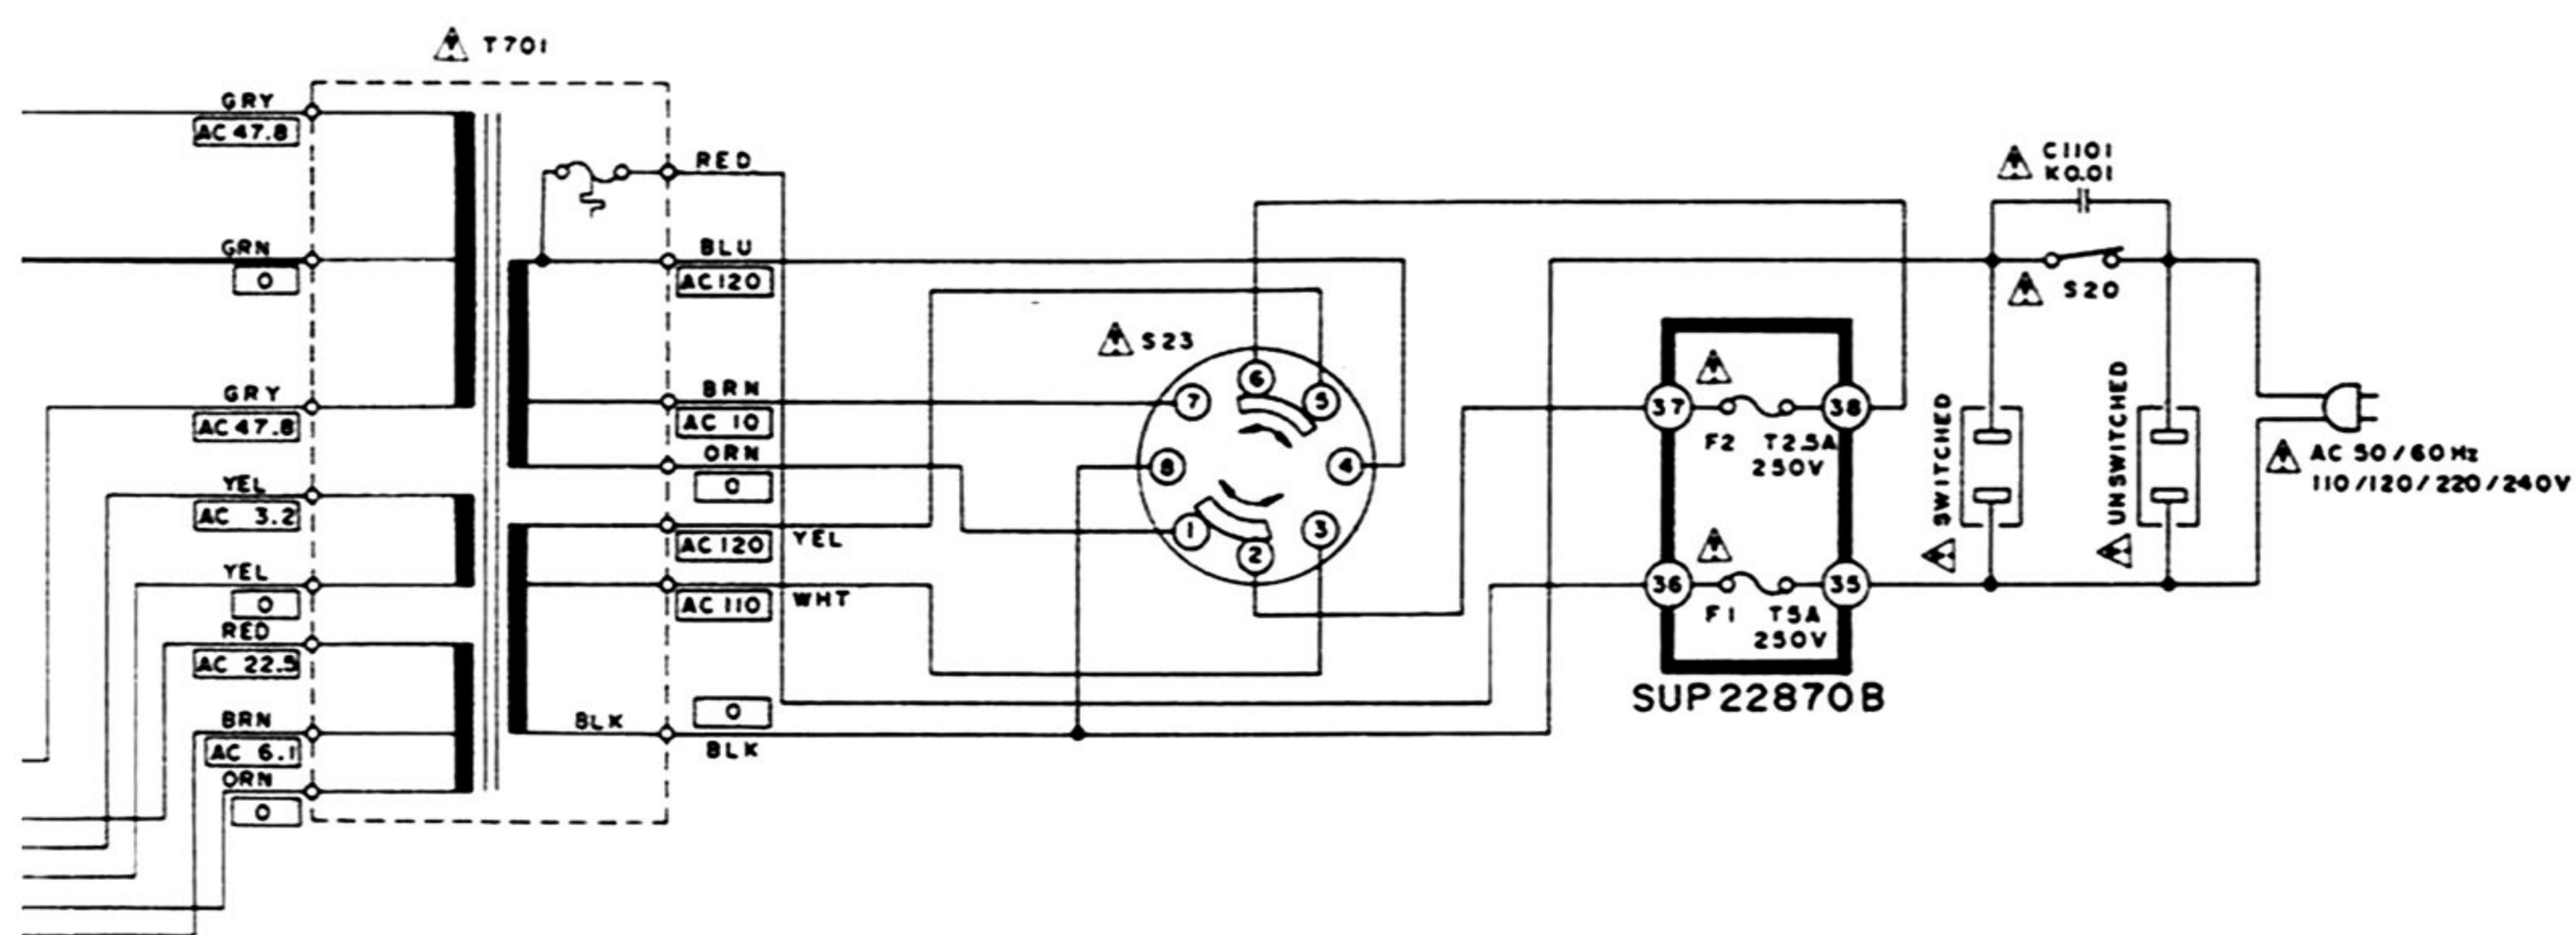 T701
GRY
AC 47.8
GRN
0
GRY
AC 47.8
YEL
AC 3.2
YEL
0
RED
AC 22.5
BRN
AC 6.1
ORN
0
RED
BLU
AC120
BRN
AC 10
ORN
0
AC120 YEL
AC 110 WHT
0
BLK
BLK
S23
6
7
5
8
4
1
3
2
37
38
F2 T2.5A
250V
36
35
F1 T5A
250V
SUP22870B
C1101
K0.01
S20
SWITCHED
UNSWITCHED
AC 50/60Hz
110/120/220/240V